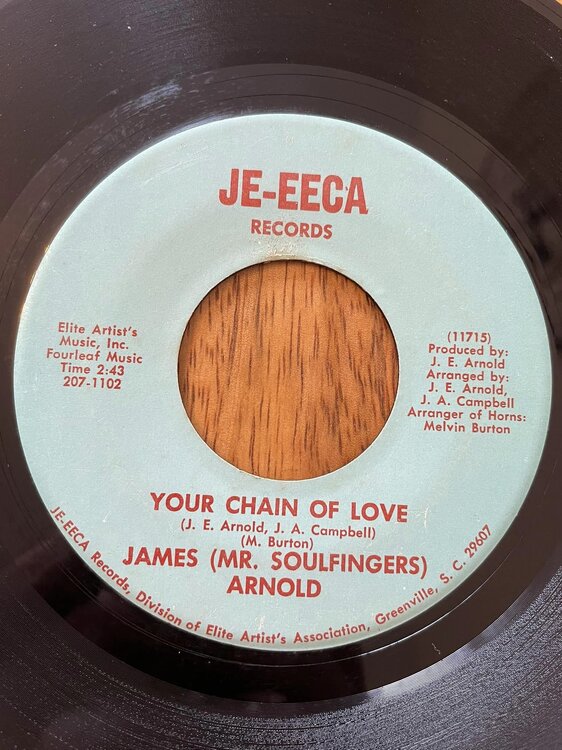 JE-EECA
RECORDS
Elite Artist's
Music, Inc.
Fourleaf Music
Time 2:43
207-1102
(11715)
Produced by:
J. E. Arnold
Arranged by:
J. E. Arnold,
J. A. Campbell
Arranger of Horns:
Melvin Burton
YOUR CHAIN OF LOVE
(J. E. Arnold, J. A. Campbell)
(M. Burton)
JAMES (MR. SOULFINGERS)
ARNOLD
JE-EECA Records, Division of Elite Artist's Association, Greenville, S. C. 29607